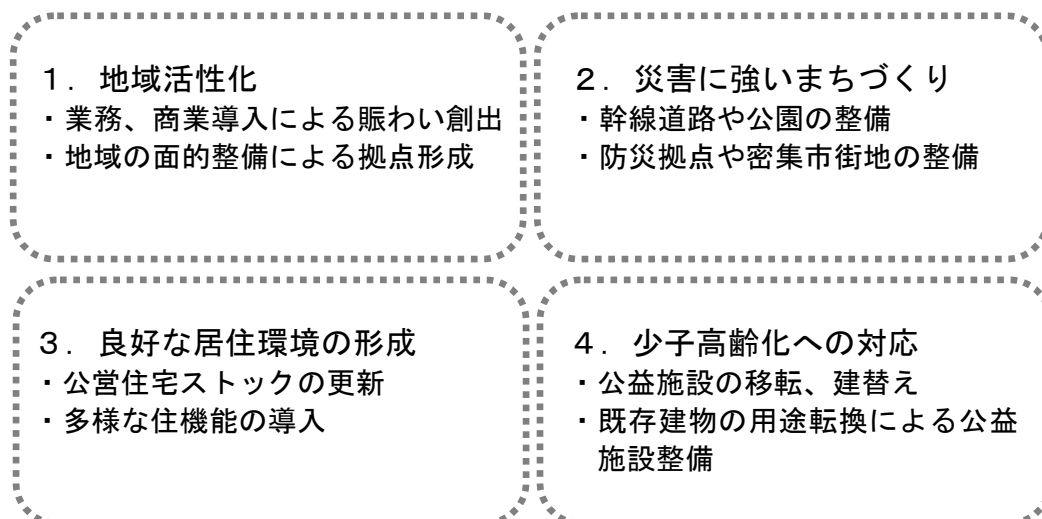 １．地域活性化
・業務、商業導入による賑わい創出
・地域の面的整備による拠点形成
２．災害に強いまちづくり
・幹線道路や公園の整備
・防災拠点や密集市街地の整備
３．良好な居住環境の形成
・公営住宅ストックの更新
・多様な住機能の導入
４．少子高齢化への対応
・公益施設の移転、建替え
・既存建物の用途転換による公益
施設整備